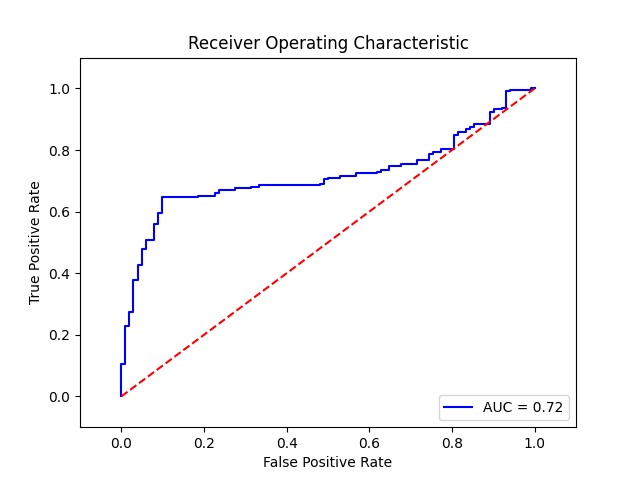 Receiver Operating Characteristic
True Positive Rate
1.0
0.8
0.6
0.4
0.2
0.0
AUC = 0.72
0.0 0.2 0.4 0.6 0.8 1.0
False Positive Rate